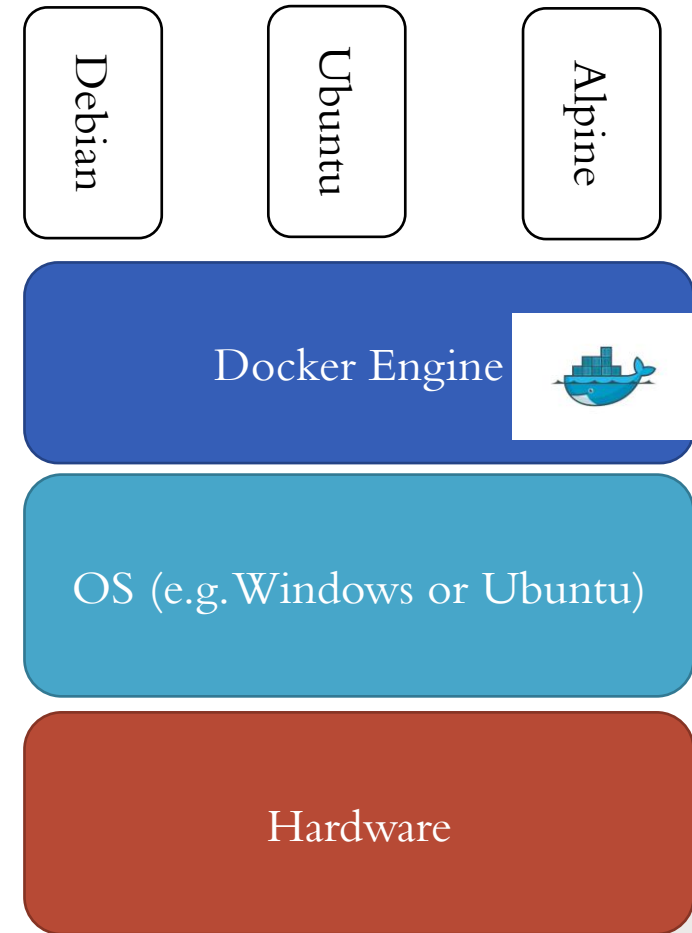 Debian
Ubuntu
Alpine
Docker Engine
OS (e.g. Windows or Ubuntu)
Hardware